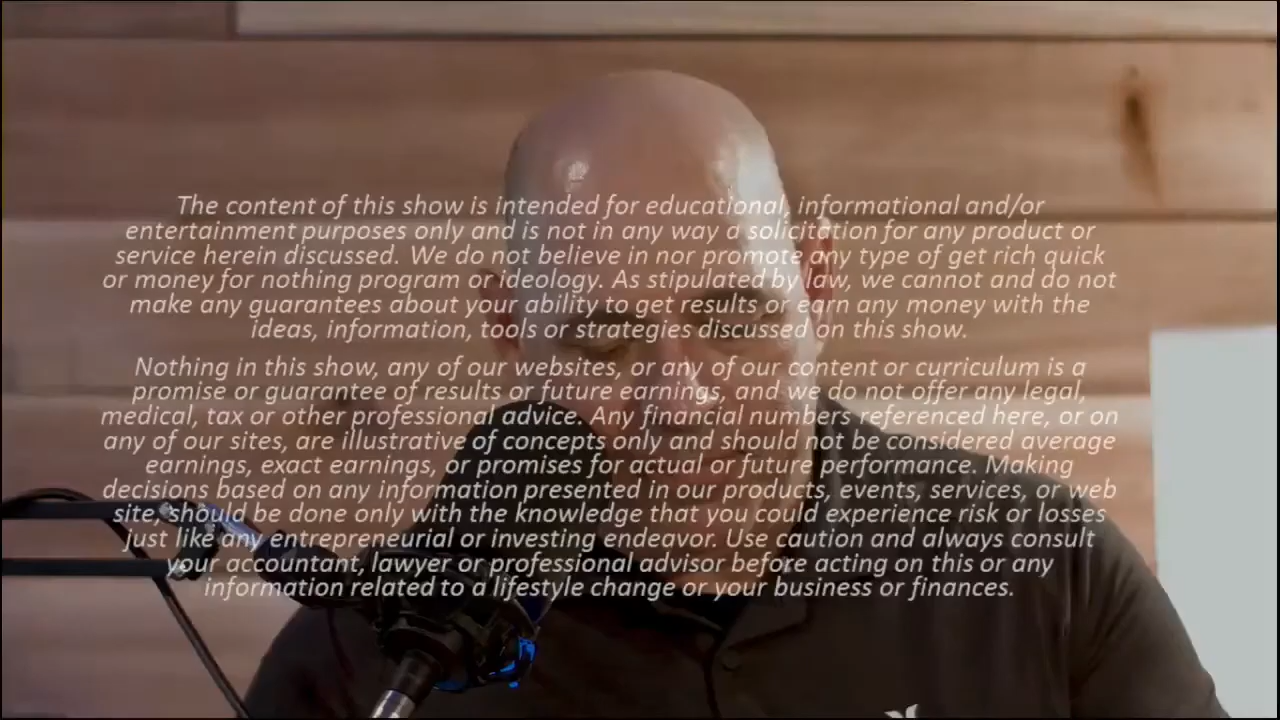 The content of this show is intended for educational, informational and/or
entertainment purposes only and is not in any way a solicitation for any product or
service herein discussed. We do not believe in nor promote any type of get rich quick
or money for nothing program or ideology. As stipulated by law, we cannot and do not
make any guarantees about your ability to get results or earn any money with the
ideas, information, tools or strategies discussed on this show.
Nothing in this show, any of our websites, or any of our content or curriculum is a
promise or guarantee of results or future earnings, and we do not offer any legal,
medical, tax or other professional advice. Any financial numbers referenced here, or on
any of our sites, are illustrative of concepts only and should not be considered average
earnings, exact earnings, or promises for actual or future performance. Making
decisions based on any information presented in our products, events, services, or web
site, should be done only with the knowledge that you could experience risk or losses
just like any entrepreneurial or investing endeavor. Use caution and always consult
your accountant, lawyer or professional advisor before acting on this or any
information related to a lifestyle change or your business or finances.